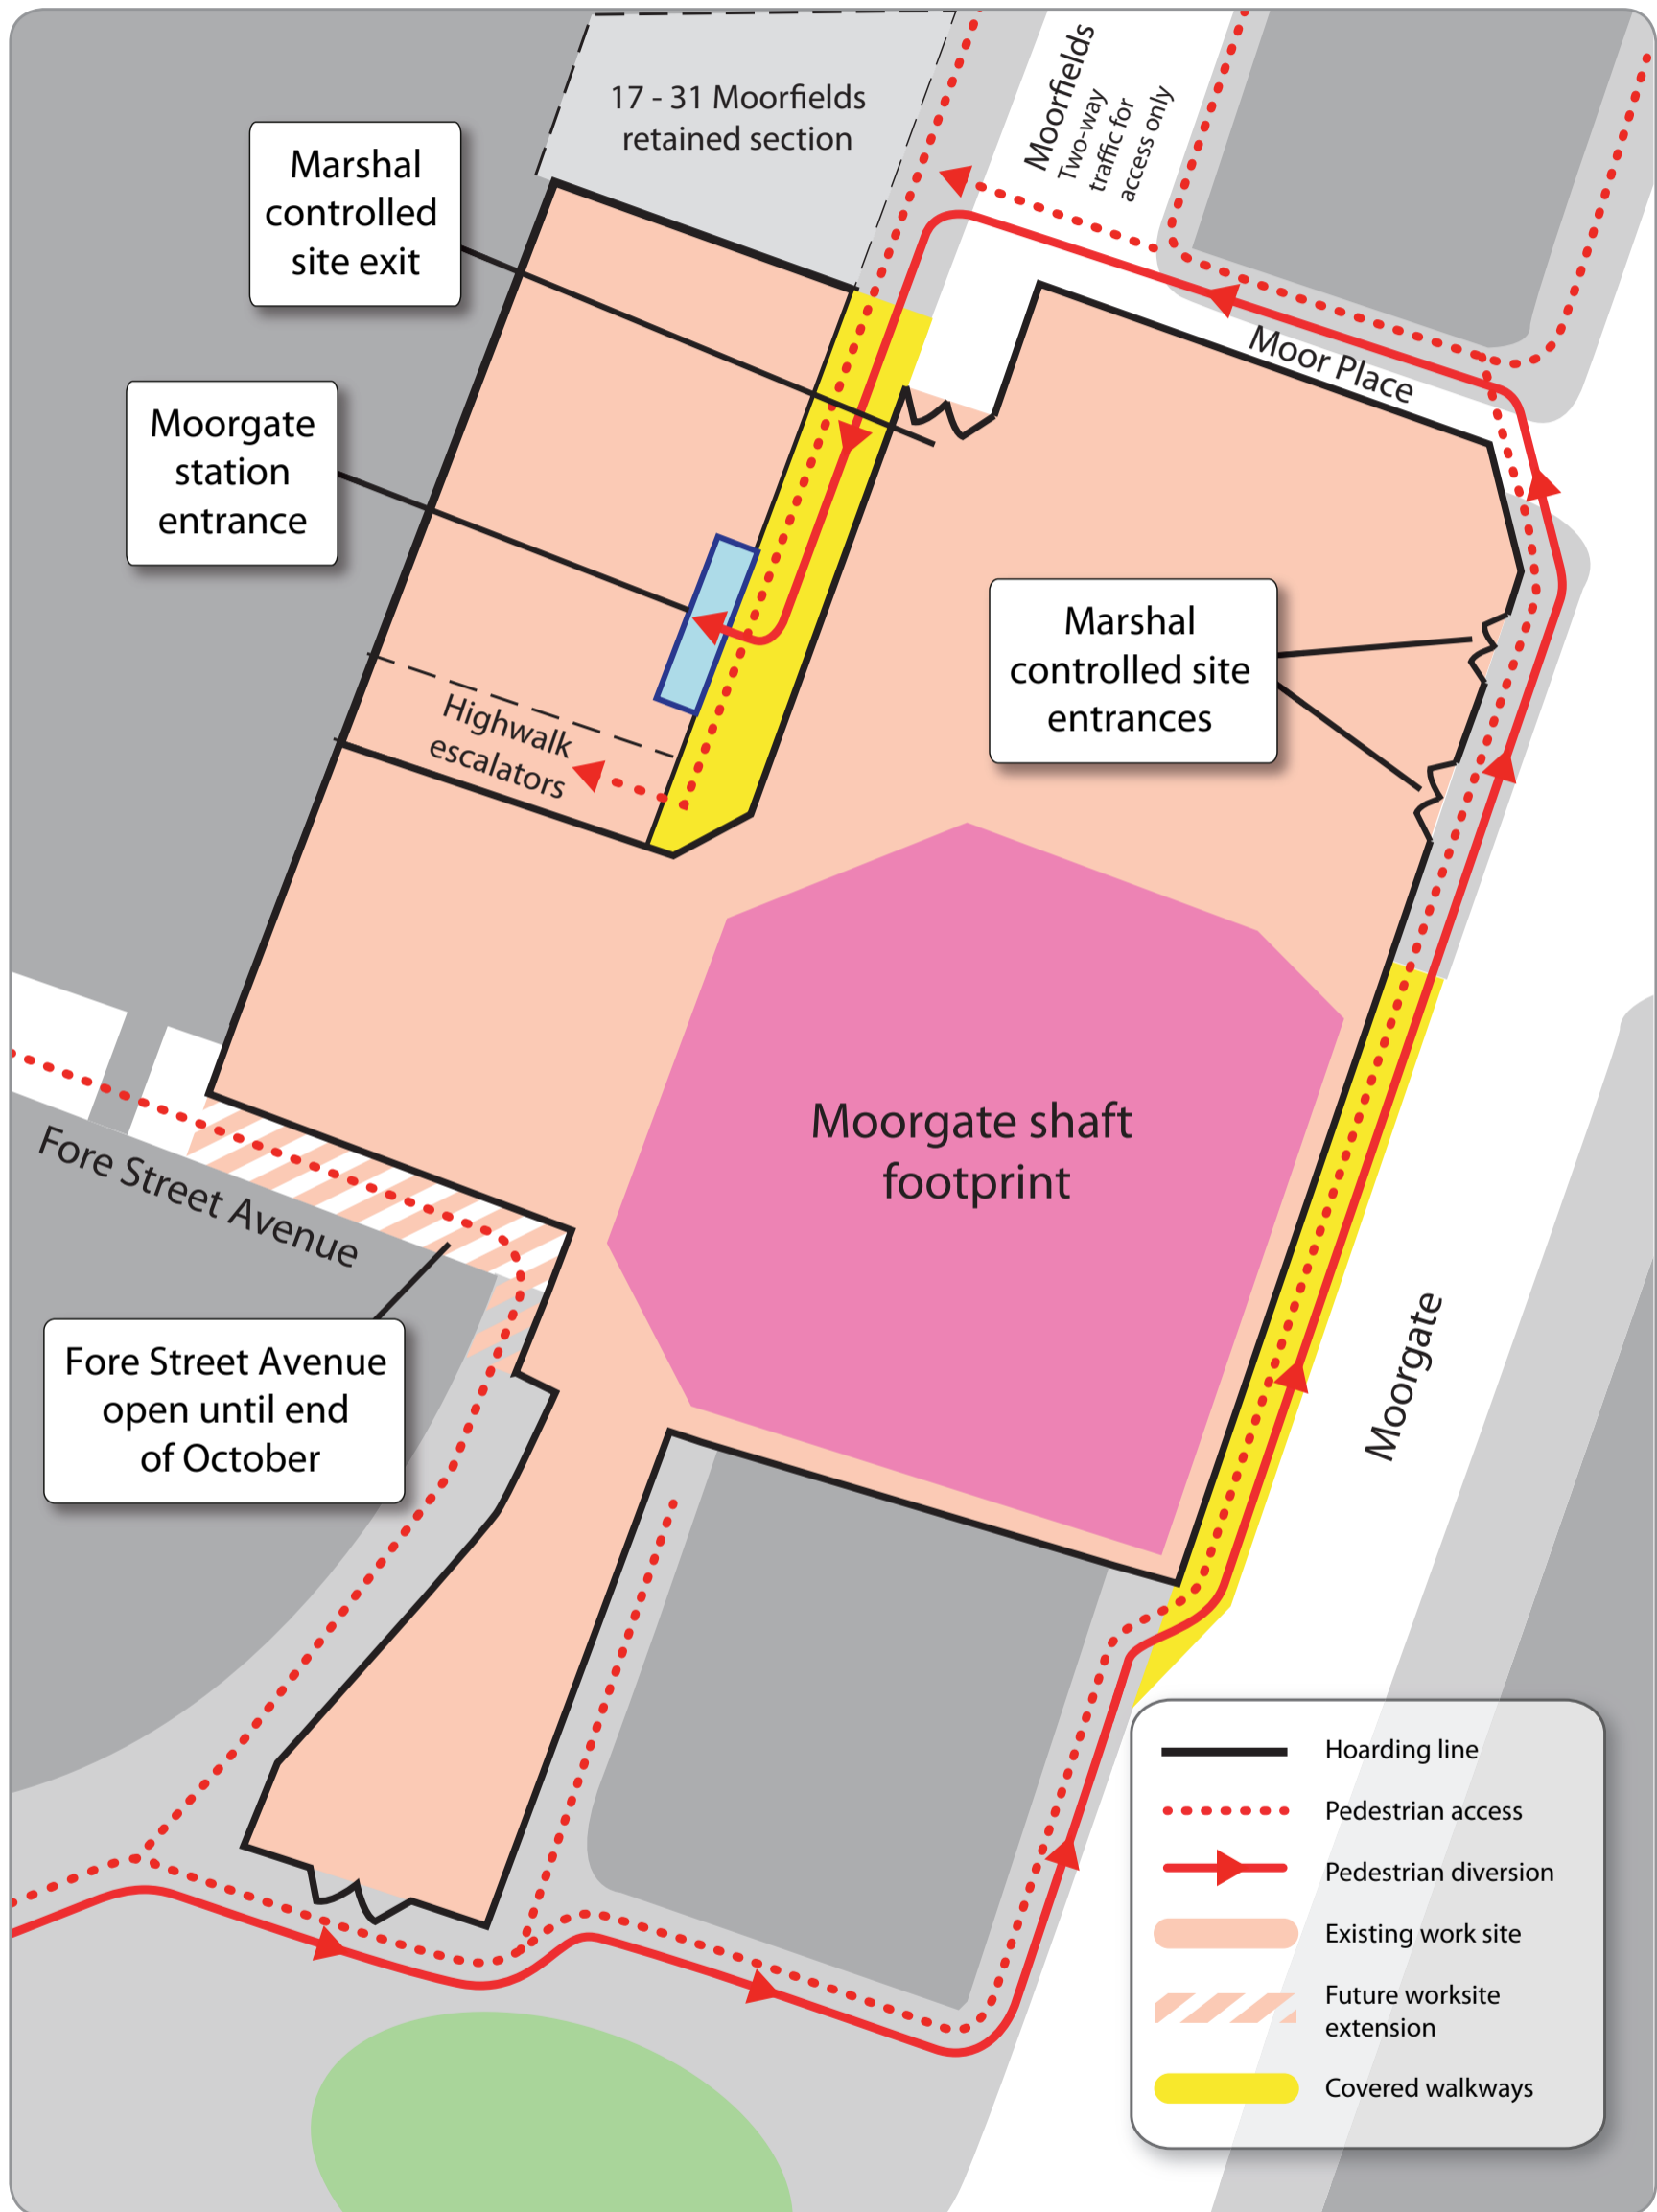 17 - 31 Moorfields
retained section
Moorfields
Two-way
traffic for
access only
Marshal
controlled
site exit
Moor Place
Moorgate
station
entrance
Marshal
controlled site
entrances
Highwalk
escalators
Moorgate shaft
footprint
Fore Street Avenue
Moorgate
Fore Street Avenue
open until end
of October
Hoarding line
Pedestrian access
Pedestrian diversion
Existing work site
Future worksite
extension
Covered walkways